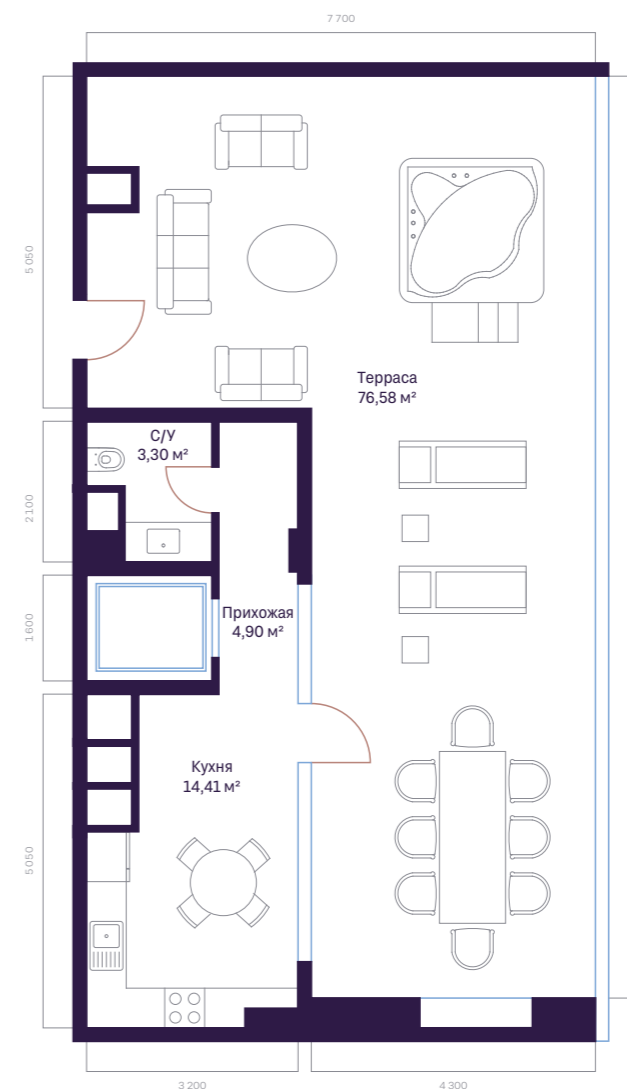 7 700
5 050
Терраса
76,58 м²
С/У
3,30 м²
2 100
1 600
Прихожая
4,90 м²
Кухня
14,41 м²
5 050
3 200
4 300